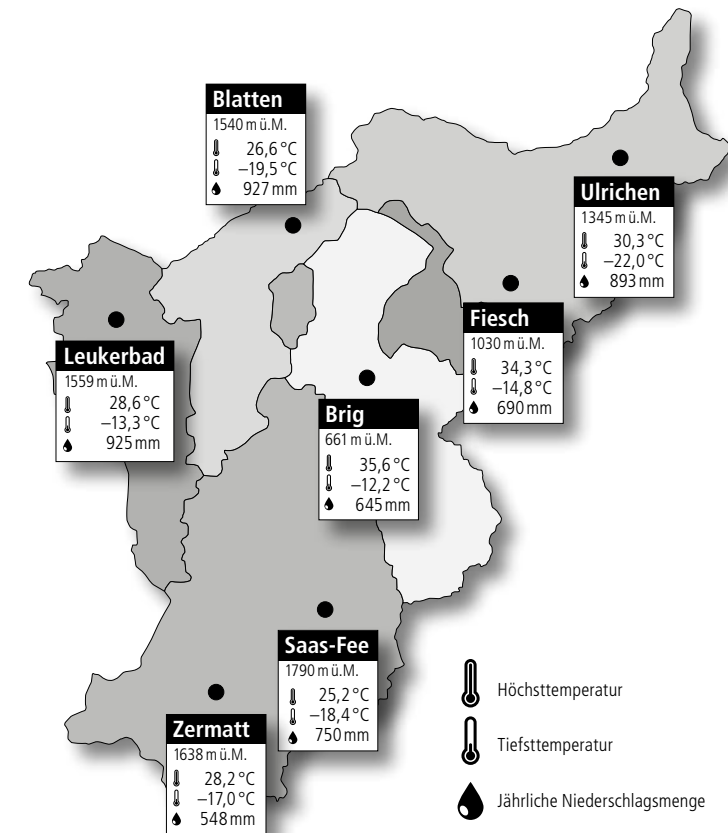 Blatten
1540 m ü.M.
26,6 °C
–19,5 °C
927 mm
Ulrichen
1345 m ü.M.
30,3 °C
–22,0 °C
893 mm
Fiesch
1030 m ü.M.
34,3 °C
–14,8 °C
690 mm
Leukerbad
1559 m ü.M.
28,6 °C
–13,3 °C
925 mm
Brig
661 m ü.M.
35,6 °C
–12,2 °C
645 mm
Saas-Fee
1790 m ü.M.
25,2 °C
–18,4 °C
750 mm
Zermatt
1638 m ü.M.
28,2 °C
–17,0 °C
548 mm
Höchsttemperatur
Tiefsttemperatur
Jährliche Niederschlagsmenge